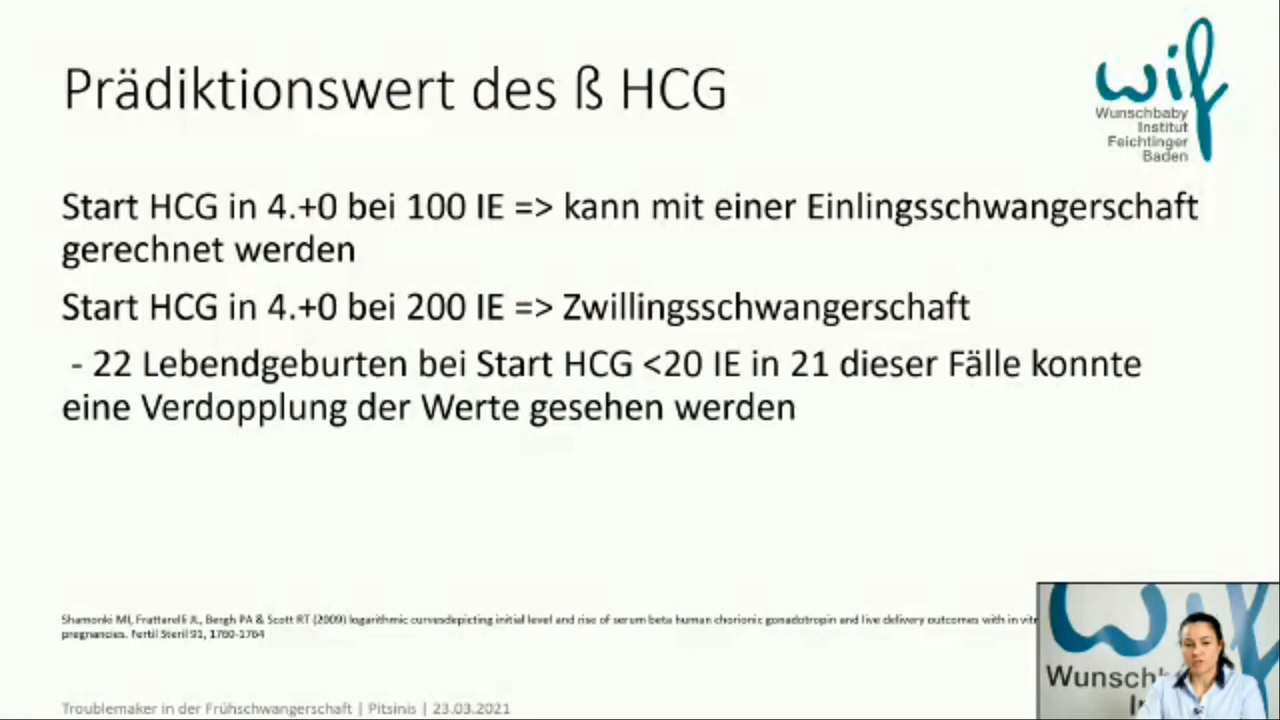 Prädiktionswert des ß HCG
wif
Wunschbaby
Institut
Feichtinger
Baden
Start HCG in 4.+0 bei 100 IE => kann mit einer Einlingsschwangerschaft
gerechnet werden
Start HCG in 4.+0 bei 200 IE => Zwillingsschwangerschaft
- 22 Lebendgeburten bei Start HCG <20 IE in 21 dieser Fälle konnte
eine Verdopplung der Werte gesehen werden
Shamonki MI, Frattarelli JL, Bergh PA & Scott RT (2009) logarithmic curvesdepicting initial level and rise of serum beta human chorionic gonadotropin and live delivery outcomes with in
pregnancies. Fertil Steril 91, 1760-1764
Troublemaker in der Frühschwangerschaft | Pitsinis | 23.03.2021